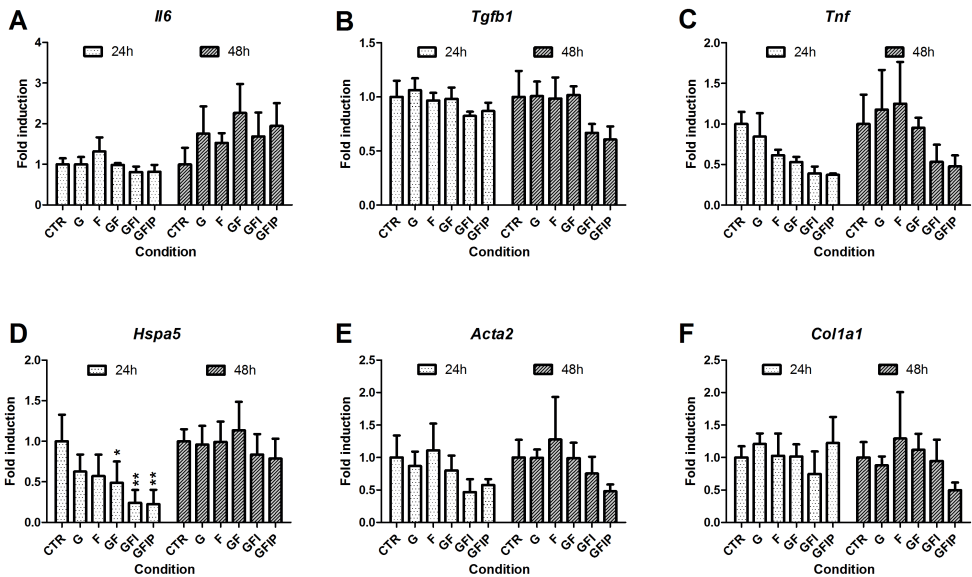 A
Il6
24h
48h
Fold induction
4
3
2
1
0
CTR G F GF GFI GFIP CTR G F GF GFI GFIP
Condition
B
Tgfb1
24h
48h
Fold induction
1.5
1.0
0.5
0.0
CTR G F GF GFI GFIP CTR G F GF GFI GFIP
Condition
C
Tnf
24h
48h
Fold induction
2.0
1.5
1.0
0.5
0.0
CTR G F GF GFI GFIP CTR G F GF GFI GFIP
Condition
D
Hspa5
24h
48h
Fold induction
2.0
1.5
1.0
0.5
0.0
* ** **
CTR G F GF GFI GFIP CTR G F GF GFI GFIP
Condition
E
Acta2
24h
48h
Fold induction
2.5
2.0
1.5
1.0
0.5
0.0
CTR G F GF GFI GFIP CTR G F GF GFI GFIP
Condition
F
Col1a1
24h
48h
Fold induction
2.5
2.0
1.5
1.0
0.5
0.0
CTR G F GF GFI GFIP CTR G F GF GFI GFIP
Condition